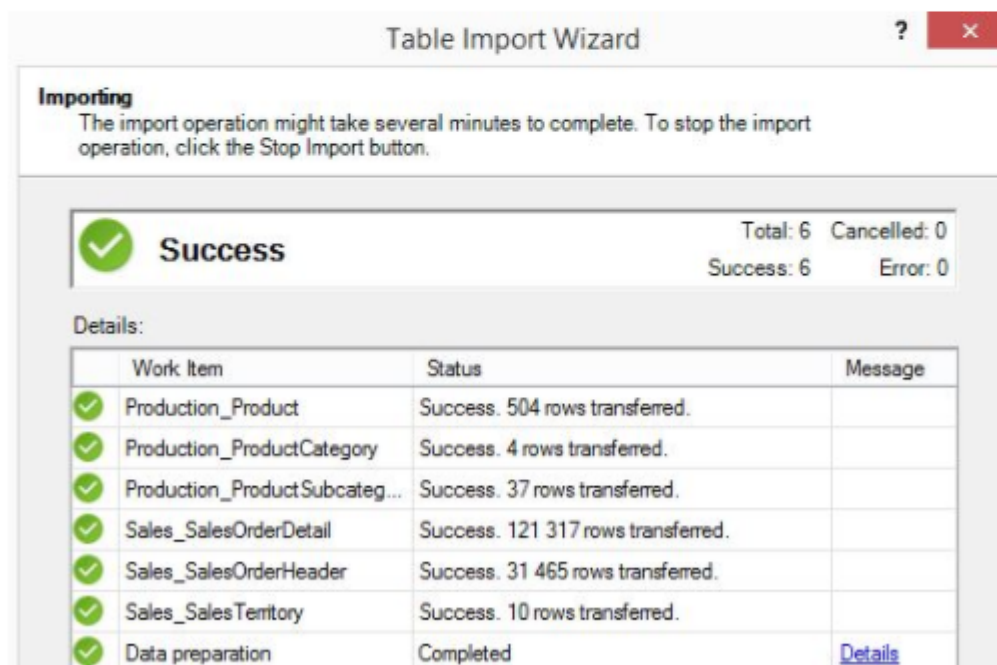 Table Import Wizard
?
Importing
The import operation might take several minutes to complete. To stop the import
operation, click the Stop Import button.
Success
Total: 6 Cancelled: 0
Success: 6 Error: 0
Details:
Work Item Status Message
Production_Product Success. 504 rows transferred.
Production_ProductCategory Success. 4 rows transferred.
Production_ProductSubcateg... Success. 37 rows transferred.
Sales_SalesOrderDetail Success. 121 317 rows transferred.
Sales_SalesOrderHeader Success. 31 465 rows transferred.
Sales_SalesTerritory Success. 10 rows transferred.
Data preparation Completed Details